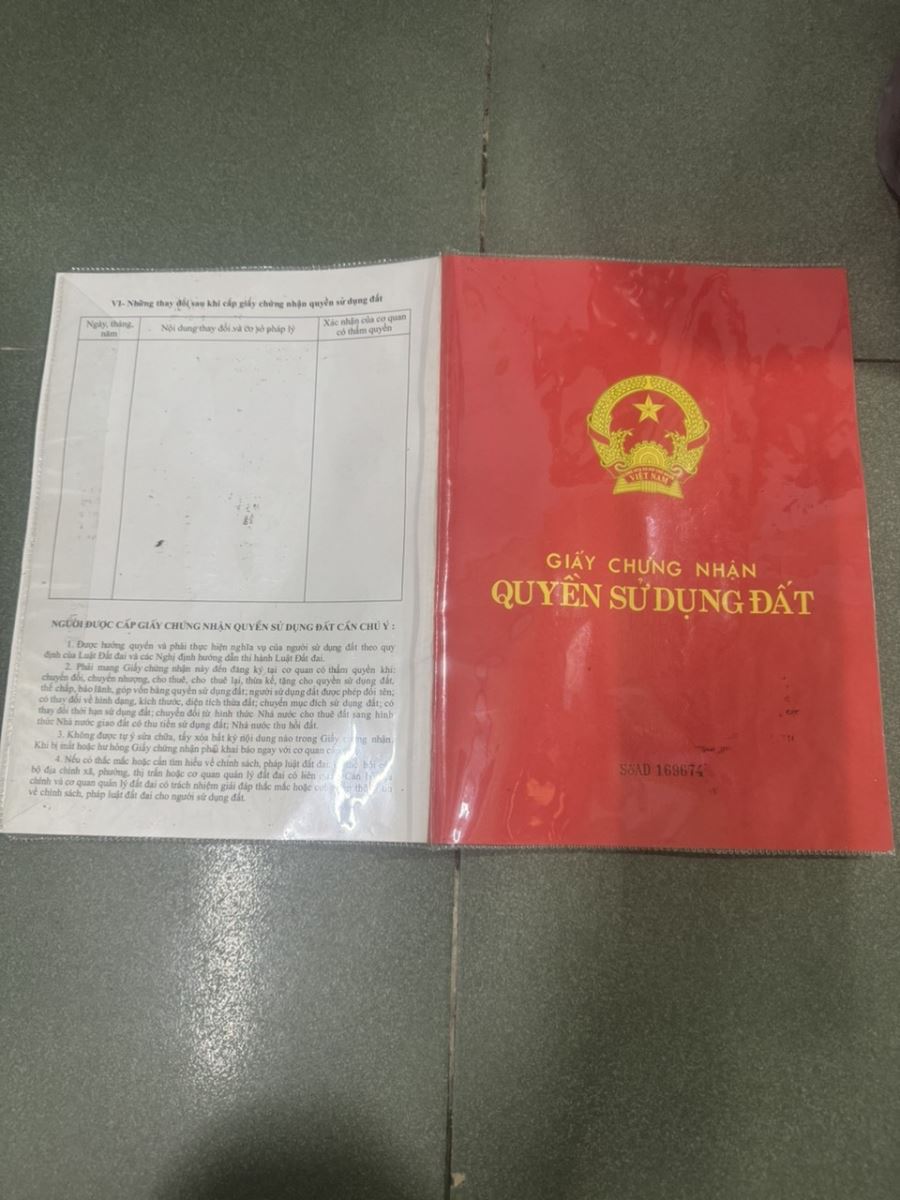 VI- Những thay đổi sau khi cấp giấy chứng nhận quyền sử dụng đất
Ngày, tháng, năm
Nội dung thay đổi và cơ sở pháp lý
Xác nhận của cơ quan có thẩm quyền
NGƯỜI ĐƯỢC CẤP GIẤY CHỨNG NHẬN QUYỀN SỬ DỤNG ĐẤT CẦN CHÚ Ý :
1. Được hưởng quyền và phải thực hiện nghĩa vụ của người sử dụng đất theo quy
định của Luật Đất đai và các Nghị định hướng dẫn thi hành Luật Đất đai.
2. Phải mang Giấy chứng nhận này đến đăng ký tại cơ quan có thẩm quyền khi:
chuyển đổi, chuyển nhượng, cho thuê, cho thuê lại, thừa kế, tặng cho quyền sử dụng đất,
thế chấp, bảo lãnh, góp vốn bằng quyền sử dụng đất; người sử dụng đất được phép đổi tên;
có thay đổi về hình dạng, kích thước, diện tích thửa đất; chuyển mục đích sử dụng đất; có
thay đổi thời hạn sử dụng đất; chuyển đổi từ hình thức Nhà nước cho thuê đất sang hình
thức Nhà nước giao đất có thu tiền sử dụng đất; Nhà nước thu hồi đất.
3. Không được tự ý sửa chữa, tẩy xóa bất kỳ nội dung nào trong Giấy chứng nhận.
Khi bị mất hoặc hư hỏng Giấy chứng nhận phải khai báo ngay với cơ quan
4. Nếu có thắc mắc hoặc cần tìm hiểu về chính sách, pháp luật đất đai,
bộ địa chính xã, phường, thị trấn hoặc cơ quan quản lý đất đai có liên Cán
chính và cơ quan quản lý đất đai có trách nhiệm giải đáp thắc mắc hoặc
về chính sách, pháp luật đất đai cho người sử dụng đất.
VIỆT NAM
GIẤY CHỨNG NHẬN
QUYỀN SỬ DỤNG ĐẤT
Số AD 169674